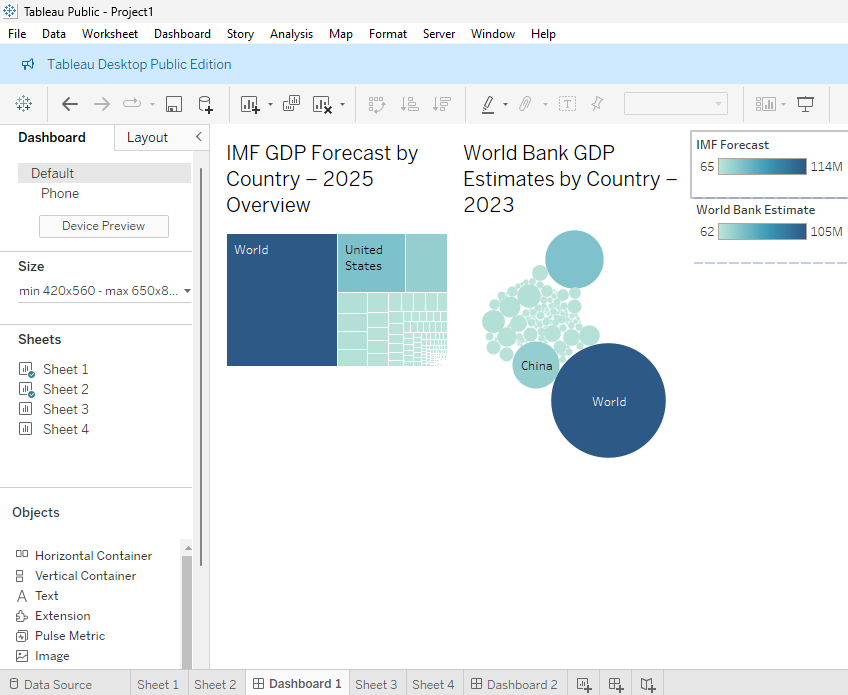 Tableau Public - Project1
File Data Worksheet Dashboard Story Analysis Map Format Server Window Help
Tableau Desktop Public Edition
Dashboard Layout
Default
Phone
Device Preview
Size
min 420x560 - max 650x8...
Sheets
Sheet 1
Sheet 2
Sheet 3
Sheet 4
Objects
Horizontal Container
Vertical Container
Text
Extension
Pulse Metric
Image
IMF GDP Forecast by
Country – 2025
Overview
World
United
States
World Bank GDP
Estimates by Country –
2023
China
World
IMF Forecast
65 114M
World Bank Estimate
62 105M
Data Source Sheet 1 Sheet 2 Dashboard 1 Sheet 3 Sheet 4 Dashboard 2